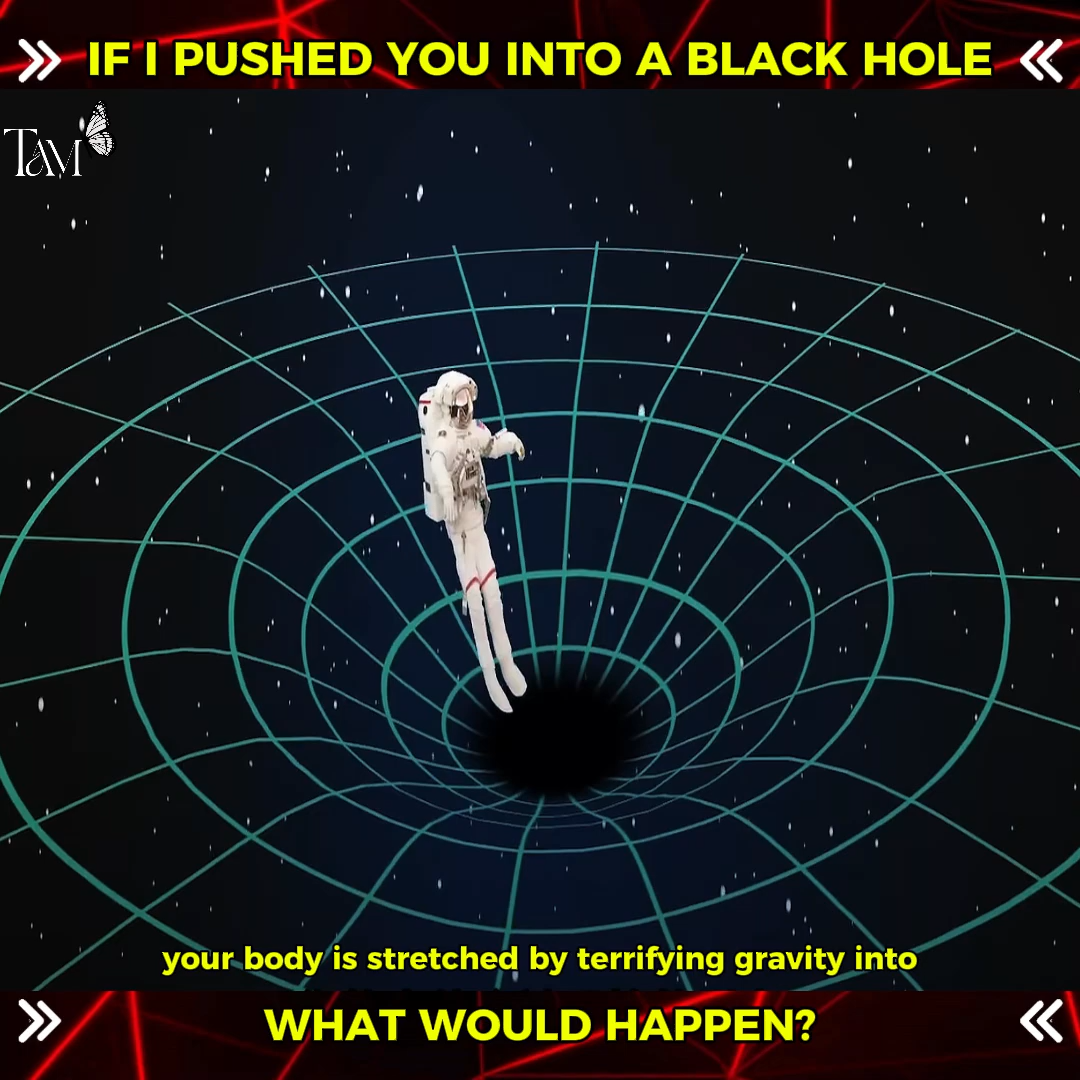 IF I PUSHED YOU INTO A BLACK HOLE
TAM
your body is stretched by terrifying gravity into
WHAT WOULD HAPPEN?